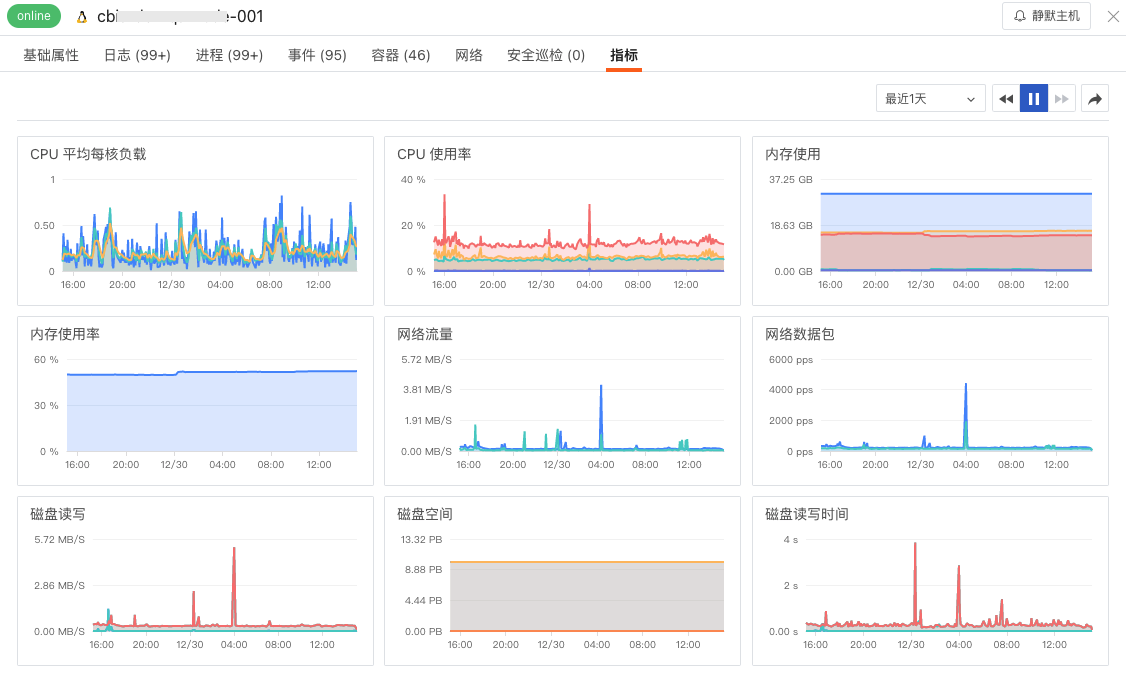 online
-001
静默主机
基础属性 日志 (99+) 进程 (99+) 事件 (95) 容器 (46) 网络 安全巡检 (0) 指标
最近1天
CPU 平均每核负载
1
0.50
0
16:00 20:00 12/30 04:00 08:00 12:00
CPU 使用率
40 %
20 %
0 %
16:00 20:00 12/30 04:00 08:00 12:00
内存使用
37.25 GB
18.63 GB
0.00 GB
16:00 20:00 12/30 04:00 08:00 12:00
内存使用率
60 %
30 %
0 %
16:00 20:00 12/30 04:00 08:00 12:00
网络流量
5.72 MB/S
3.81 MB/S
1.91 MB/S
0.00 MB/S
16:00 20:00 12/30 04:00 08:00 12:00
网络数据包
6000 pps
4000 pps
2000 pps
0 pps
16:00 20:00 12/30 04:00 08:00 12:00
磁盘读写
5.72 MB/S
2.86 MB/S
0.00 MB/S
16:00 20:00 12/30 04:00 08:00 12:00
磁盘空间
13.32 PB
8.88 PB
4.44 PB
0.00 PB
16:00 20:00 12/30 04:00 08:00 12:00
磁盘读写时间
4 s
2 s
0.00 s
16:00 20:00 12/30 04:00 08:00 12:00